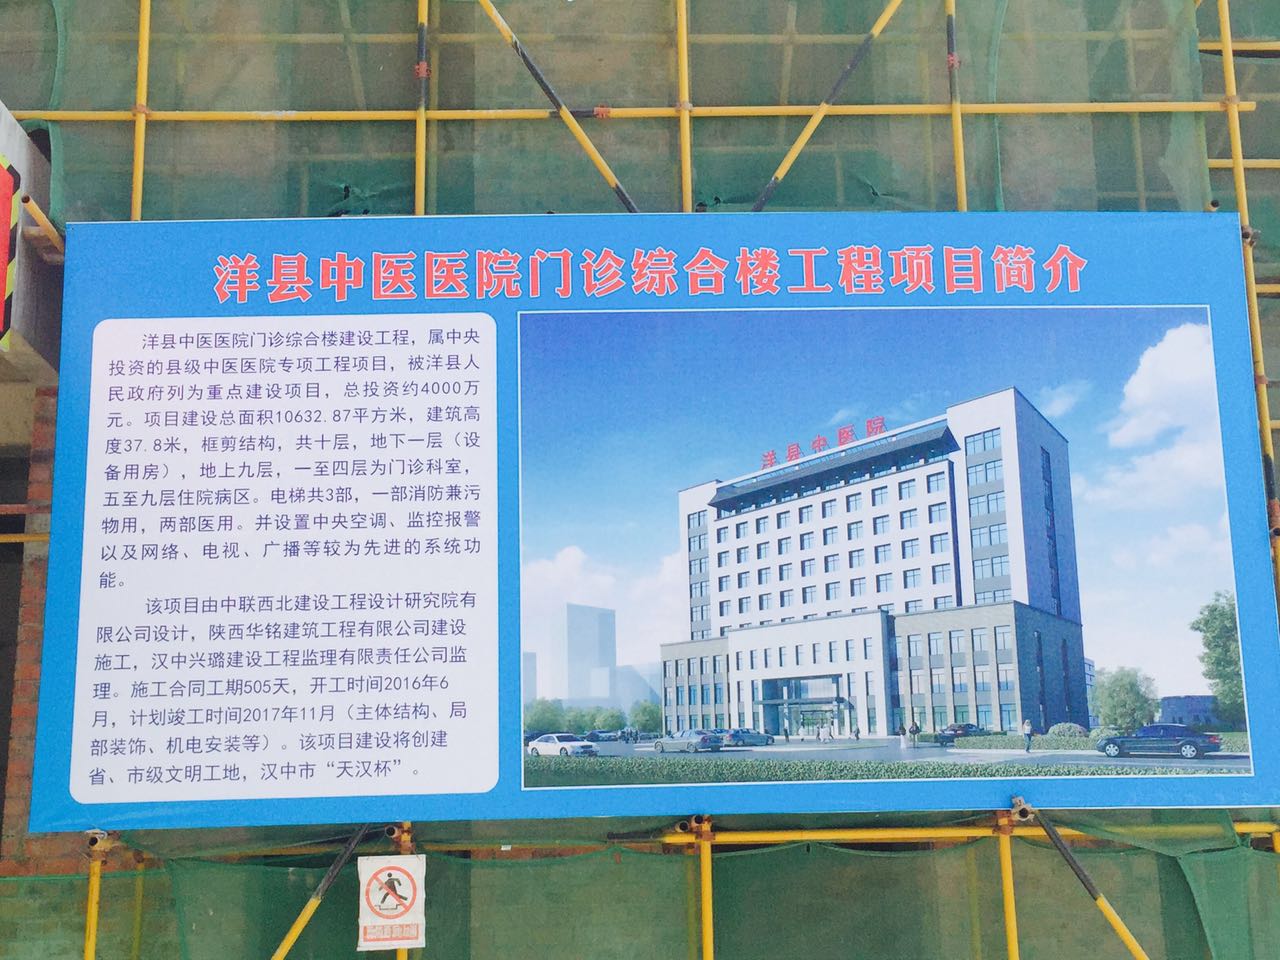 洋县中医医院门诊综合楼工程项目简介
洋县中医医院门诊综合楼建设工程，属中央
投资的县级中医医院专项工程项目，被洋县人
民政府列为重点建设项目，总投资约4000万
元。项目建设总面积10632.87平方米，建筑高
度37.8米，框剪结构，共十层，地下一层（设
备用房），地上九层，一至四层为门诊科室，
五至九层住院病区。电梯共3部，一部消防兼污
物用，两部医用。并设置中央空调、监控报警
以及网络、电视、广播等较为先进的系统功
能。
该项目由中联西北建设工程设计研究院有
限公司设计，陕西华铭建筑工程有限公司建设
施工，汉中兴璐建设工程监理有限责任公司监
理。施工合同工期505天，开工时间2016年6
月，计划竣工时间2017年11月（主体结构、局
部装饰、机电安装等）。该项目建设将创建
省、市级文明工地，汉中市“天汉杯”。
洋县中医院